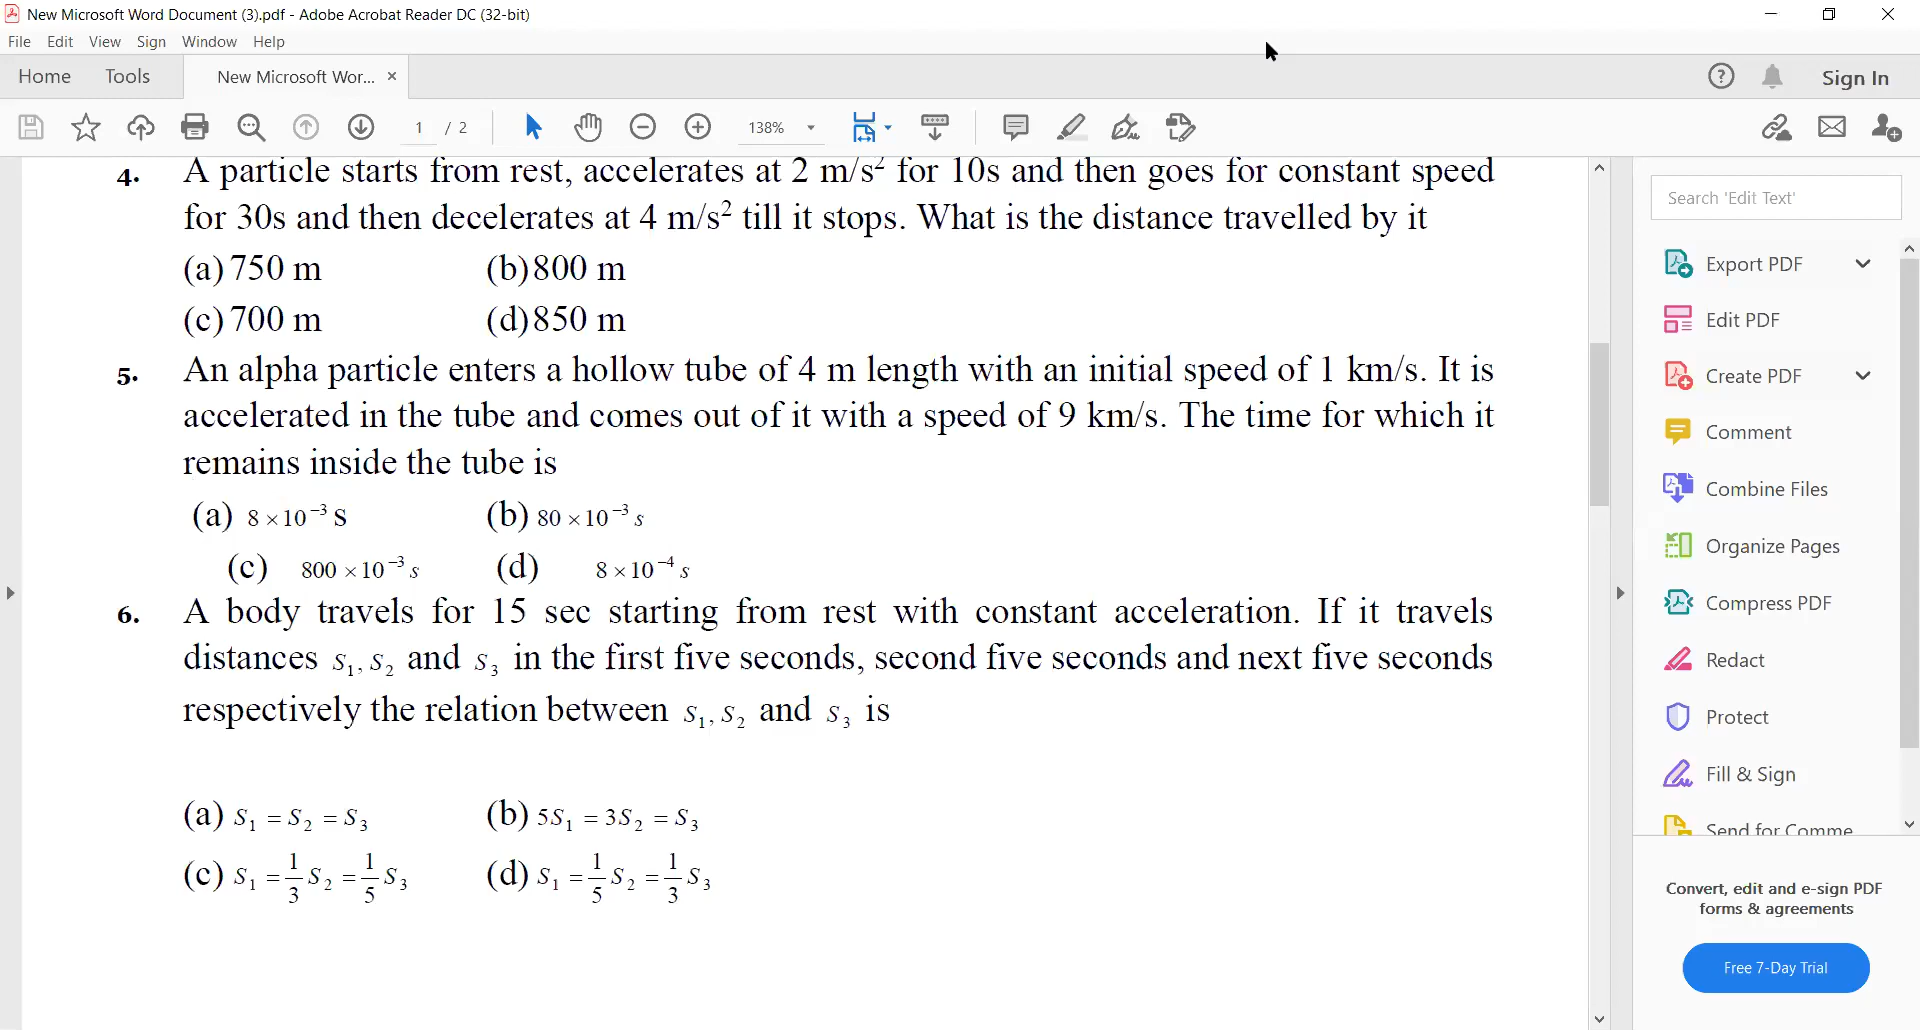 New Microsoft Word Document (3).pdf - Adobe Acrobat Reader DC (32-bit)
File Edit View Sign Window Help
Home Tools New Microsoft Wor... × Sign In
1 / 2 138%
4. A particle starts from rest, accelerates at 2 m/s² for 10s and then goes for constant speed
for 30s and then decelerates at 4 m/s² till it stops. What is the distance travelled by it
(a) 750 m (b) 800 m
(c) 700 m (d) 850 m
5. An alpha particle enters a hollow tube of 4 m length with an initial speed of 1 km/s. It is
accelerated in the tube and comes out of it with a speed of 9 km/s. The time for which it
remains inside the tube is
(a) 8 × 10⁻³ s (b) 80 × 10⁻³ s
(c) 800 × 10⁻³ s (d) 8 × 10⁻⁴ s
6. A body travels for 15 sec starting from rest with constant acceleration. If it travels
distances S₁, S₂ and S₃ in the first five seconds, second five seconds and next five seconds
respectively the relation between S₁, S₂ and S₃ is
(a) S₁ = S₂ = S₃ (b) 5S₁ = 3S₂ = S₃
(c) S₁ = 1/3 S₂ = 1/5 S₃ (d) S₁ = 1/5 S₂ = 1/3 S₃
Search 'Edit Text'
Export PDF
Edit PDF
Create PDF
Comment
Combine Files
Organize Pages
Compress PDF
Redact
Protect
Fill & Sign
Send for Comme
Convert, edit and e-sign PDF
forms & agreements
Free 7-Day Trial